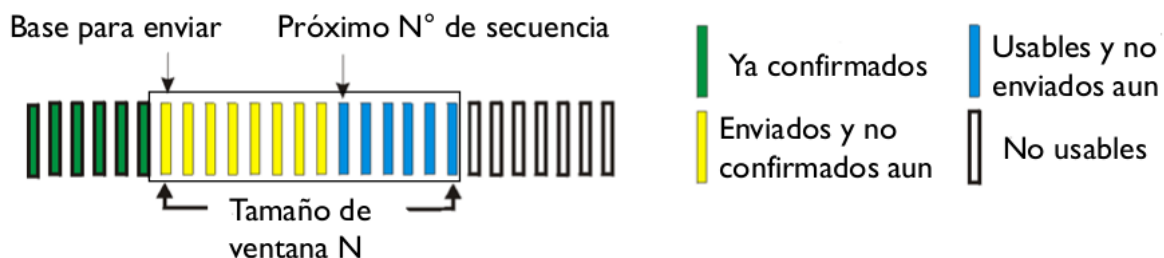 Base para enviar
Próximo N° de secuencia
Tamaño de
ventana N
Ya confirmados
Enviados y no
confirmados aun
Usables y no
enviados aun
No usables